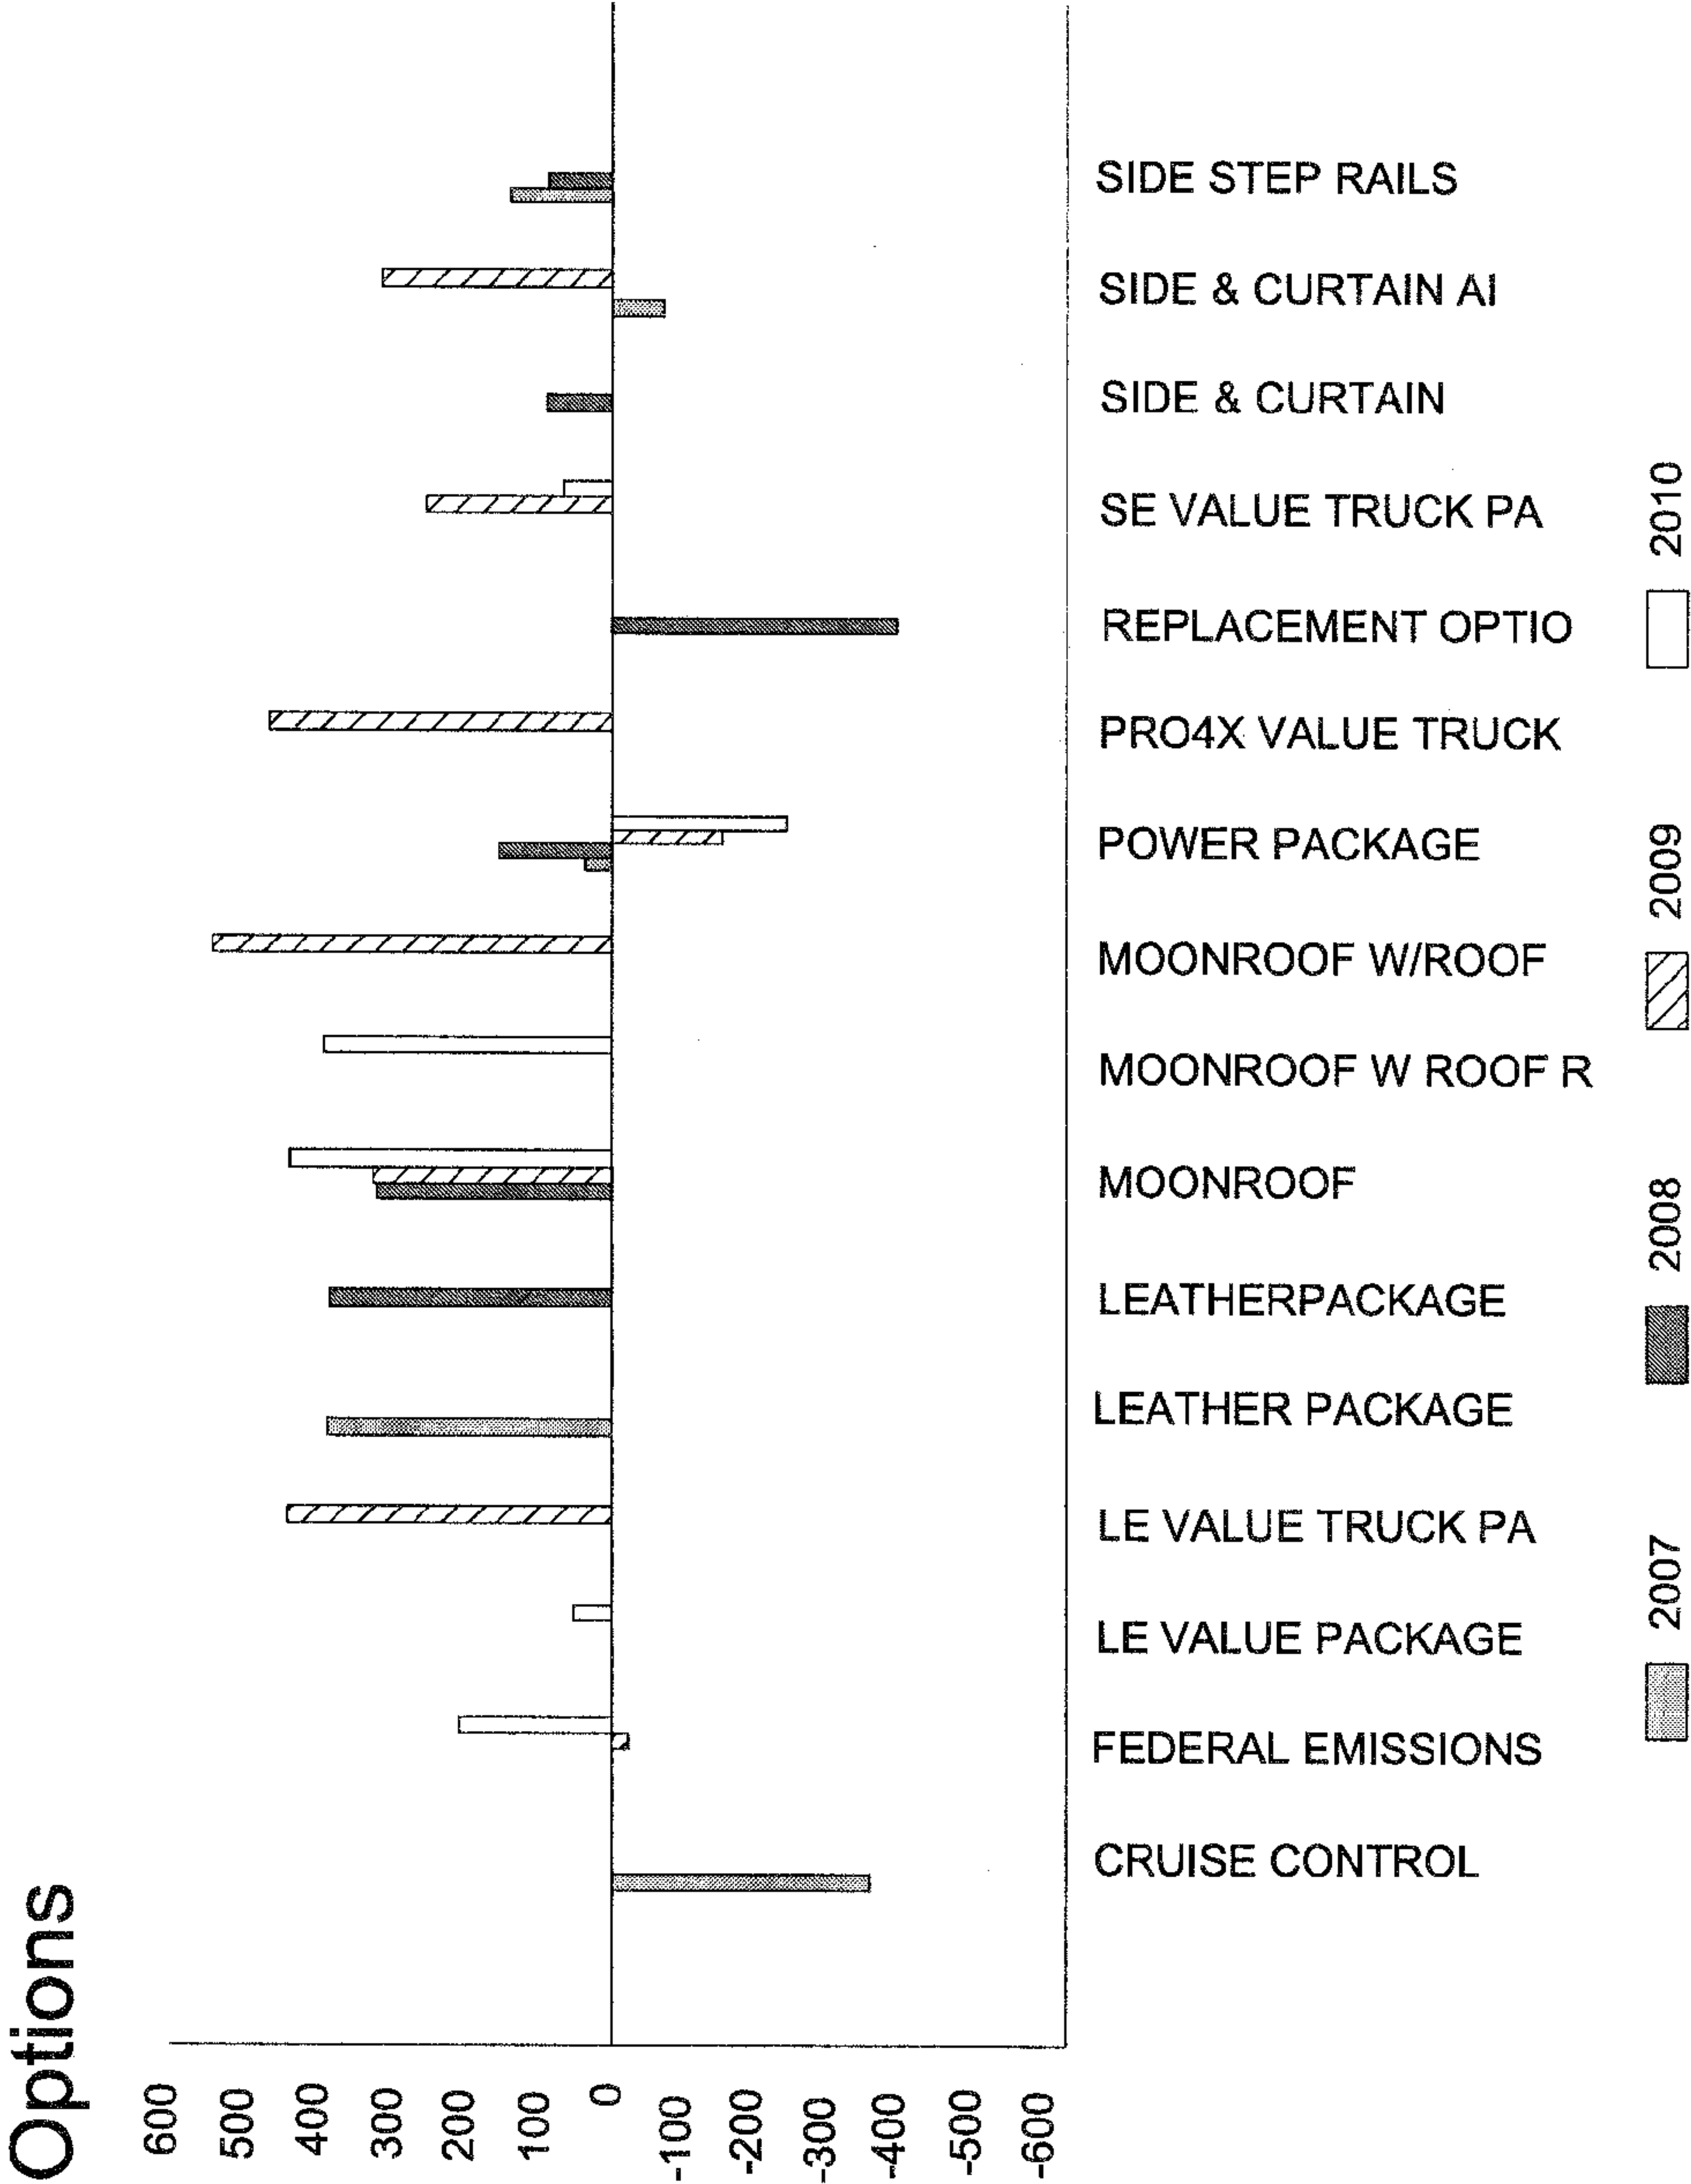 Options
600
500
400
300
200
100
0
-100
-200
-300
-400
-500
-600
CRUISE CONTROL
FEDERAL EMISSIONS
LE VALUE PACKAGE
LE VALUE TRUCK PA
LEATHER PACKAGE
LEATHERPACKAGE
MOONROOF
MOONROOF W ROOF R
MOONROOF W/ROOF
POWER PACKAGE
PRO4X VALUE TRUCK
REPLACEMENT OPTIO
SE VALUE TRUCK PA
SIDE & CURTAIN
SIDE & CURTAIN AI
SIDE STEP RAILS
2007 2008 2009 2010